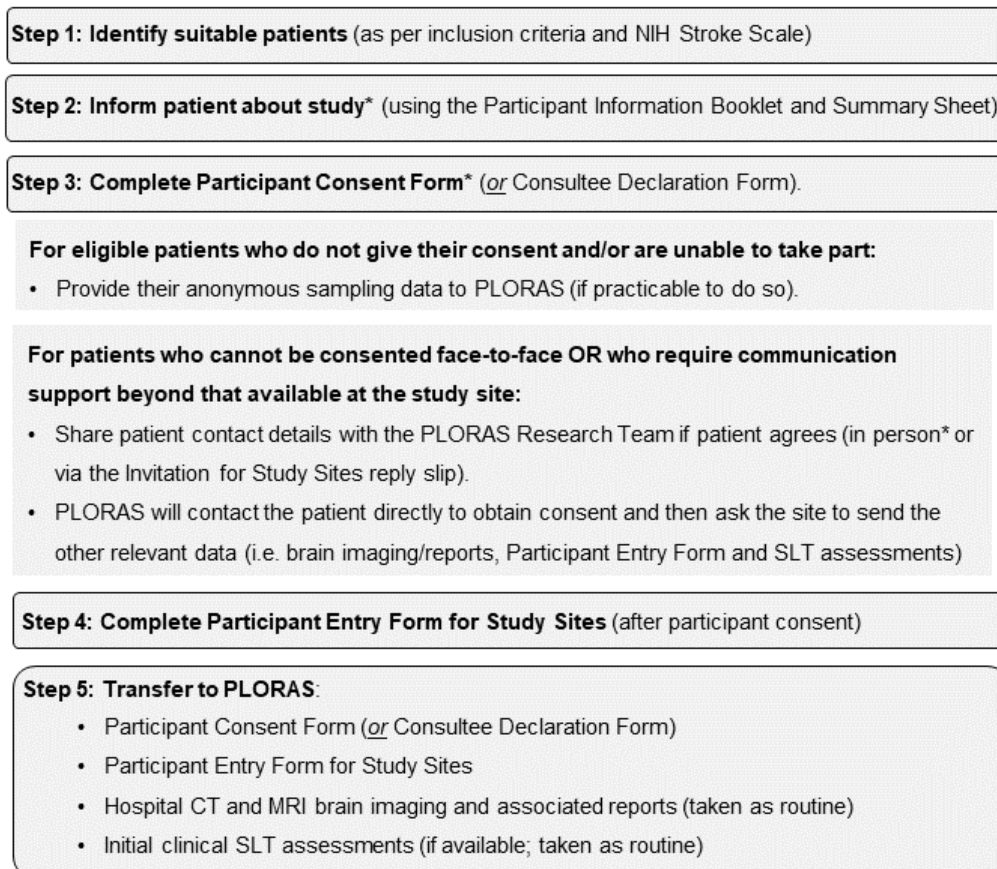 Step 1: Identify suitable patients (as per inclusion criteria and NIH Stroke Scale)
Step 2: Inform patient about study* (using the Participant Information Booklet and Summary Sheet)
Step 3: Complete Participant Consent Form* (or Consultee Declaration Form).
For eligible patients who do not give their consent and/or are unable to take part:
• Provide their anonymous sampling data to PLORAS (if practicable to do so).
For patients who cannot be consented face-to-face OR who require communication
support beyond that available at the study site:
• Share patient contact details with the PLORAS Research Team if patient agrees (in person* or
via the Invitation for Study Sites reply slip).
• PLORAS will contact the patient directly to obtain consent and then ask the site to send the
other relevant data (i.e. brain imaging/reports, Participant Entry Form and SLT assessments)
Step 4: Complete Participant Entry Form for Study Sites (after participant consent)
Step 5: Transfer to PLORAS:
• Participant Consent Form (or Consultee Declaration Form)
• Participant Entry Form for Study Sites
• Hospital CT and MRI brain imaging and associated reports (taken as routine)
• Initial clinical SLT assessments (if available; taken as routine)